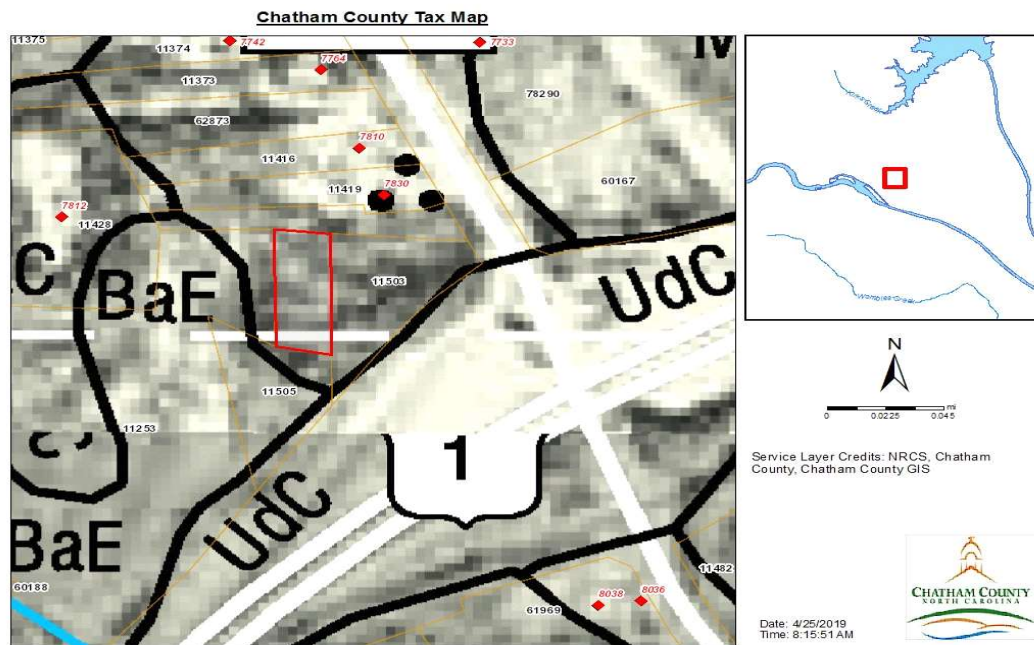 Chatham County Tax Map
11375
11374
7742
7733
7764
11373
78290
62873
7810
11416
60167
11419
7830
7812
11428
C
BaE
11503
UdC
11505
11253
1
UdC
BaE
60188
11482
8038
8036
61969
N
0 0.0225 0.045 mi
Service Layer Credits: NRCS, Chatham
County, Chatham County GIS
CHATHAM COUNTY
NORTH CAROLINA
Date: 4/25/2019
Time: 8:15:51 AM